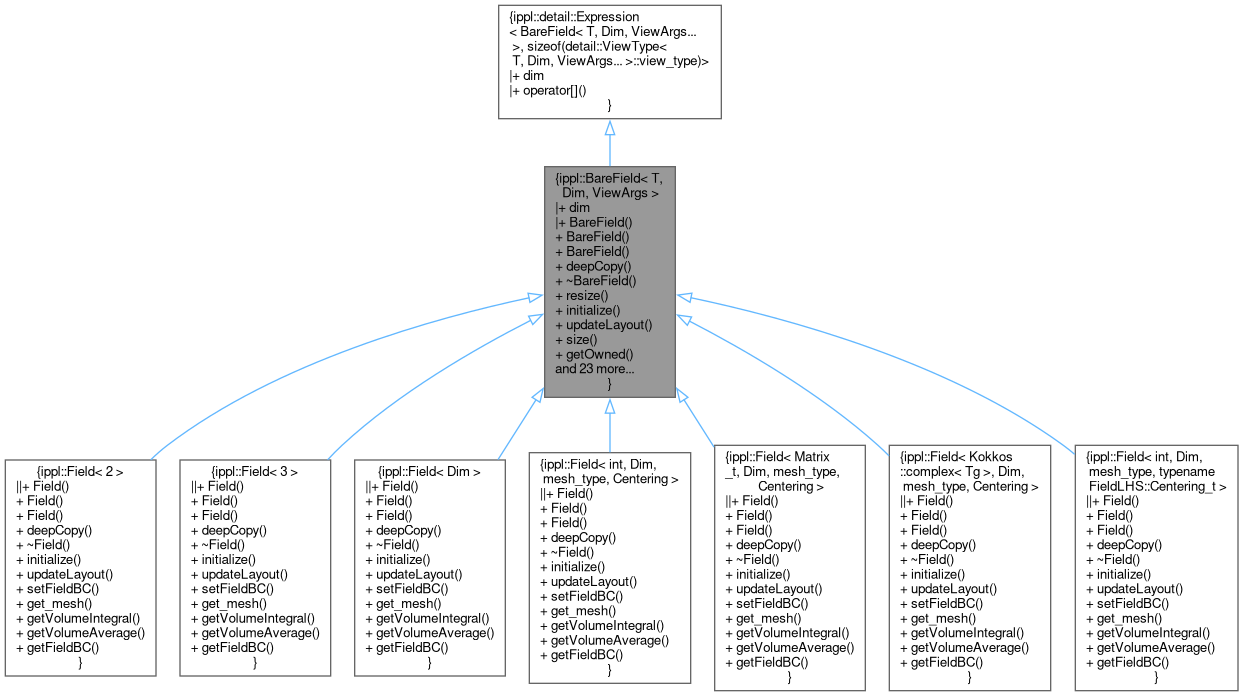 {ippl::detail::Expression
< BareField< T, Dim, ViewArgs...
>, sizeof(detail::ViewType<
T, Dim, ViewArgs... >::view_type)>
|+ dim
|+ operator[]()
}
{ippl::BareField< T,
Dim, ViewArgs >
|+ dim
|+ BareField()
+ BareField()
+ BareField()
+ deepCopy()
+ ~BareField()
+ resize()
+ initialize()
+ updateLayout()
+ size()
+ getOwned()
and 23 more...
}
{ippl::Field< 2 >
||+ Field()
+ Field()
+ Field()
+ deepCopy()
+ ~Field()
+ initialize()
+ updateLayout()
+ setFieldBC()
+ get_mesh()
+ getVolumeIntegral()
+ getVolumeAverage()
+ getFieldBC()
}
{ippl::Field< 3 >
||+ Field()
+ Field()
+ Field()
+ deepCopy()
+ ~Field()
+ initialize()
+ updateLayout()
+ setFieldBC()
+ get_mesh()
+ getVolumeIntegral()
+ getVolumeAverage()
+ getFieldBC()
}
{ippl::Field< Dim >
||+ Field()
+ Field()
+ Field()
+ deepCopy()
+ ~Field()
+ initialize()
+ updateLayout()
+ setFieldBC()
+ get_mesh()
+ getVolumeIntegral()
+ getVolumeAverage()
+ getFieldBC()
}
{ippl::Field< int, Dim,
mesh_type, Centering >
||+ Field()
+ Field()
+ Field()
+ deepCopy()
+ ~Field()
+ initialize()
+ updateLayout()
+ setFieldBC()
+ get_mesh()
+ getVolumeIntegral()
+ getVolumeAverage()
+ getFieldBC()
}
{ippl::Field< Matrix
_t, Dim, mesh_type,
Centering >
||+ Field()
+ Field()
+ Field()
+ deepCopy()
+ ~Field()
+ initialize()
+ updateLayout()
+ setFieldBC()
+ get_mesh()
+ getVolumeIntegral()
+ getVolumeAverage()
+ getFieldBC()
}
{ippl::Field< Kokkos
::complex< Tg >, Dim,
mesh_type, Centering >
||+ Field()
+ Field()
+ Field()
+ deepCopy()
+ ~Field()
+ initialize()
+ updateLayout()
+ setFieldBC()
+ get_mesh()
+ getVolumeIntegral()
+ getVolumeAverage()
+ getFieldBC()
}
{ippl::Field< int, Dim,
mesh_type, typename
FieldLHS::Centering_t >
||+ Field()
+ Field()
+ Field()
+ deepCopy()
+ ~Field()
+ initialize()
+ updateLayout()
+ setFieldBC()
+ get_mesh()
+ getVolumeIntegral()
+ getVolumeAverage()
+ getFieldBC()
}